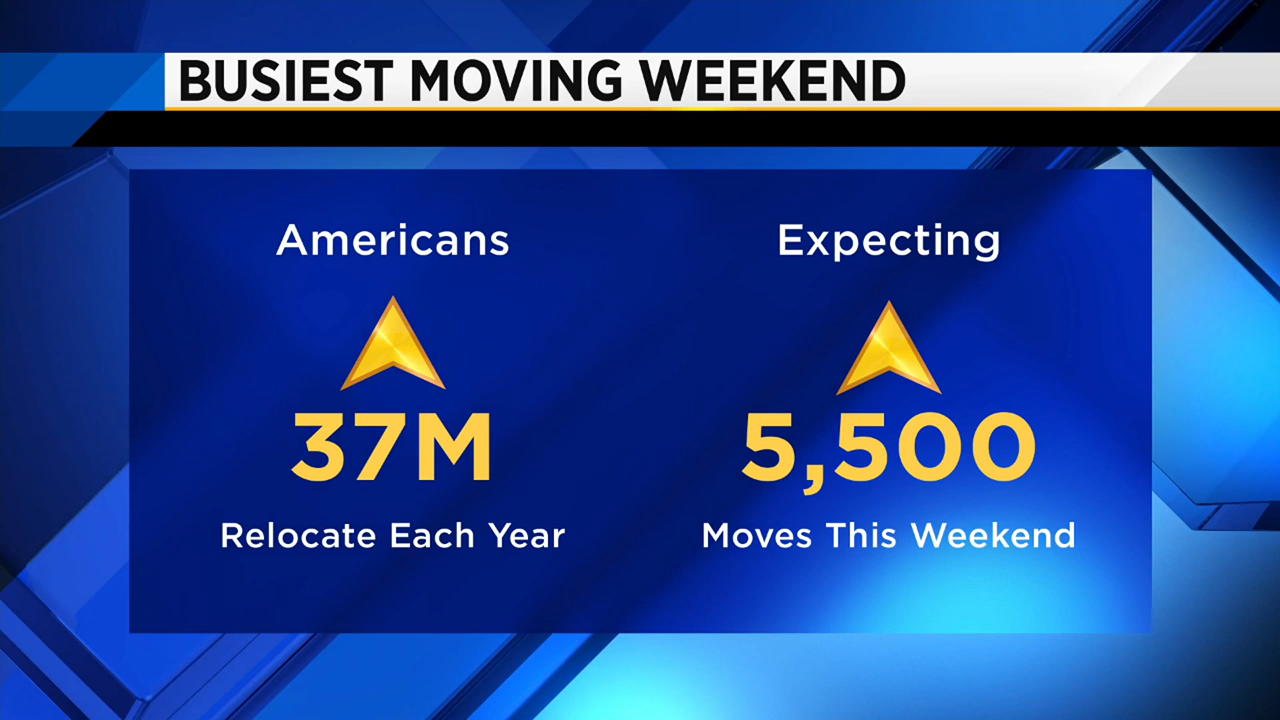 BUSIEST MOVING WEEKEND
Americans
37M
Relocate Each Year
Expecting
5,500
Moves This Weekend